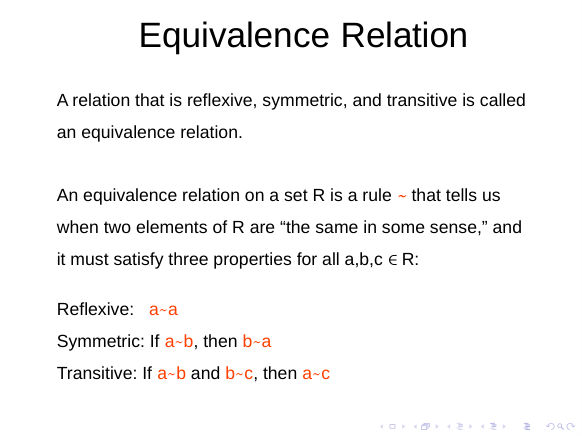 Equivalence Relation
A relation that is reflexive, symmetric, and transitive is called
an equivalence relation.
An equivalence relation on a set R is a rule ~ that tells us
when two elements of R are “the same in some sense,” and
it must satisfy three properties for all a,b,c ∈ R:
Reflexive: a~a
Symmetric: If a~b, then b~a
Transitive: If a~b and b~c, then a~c